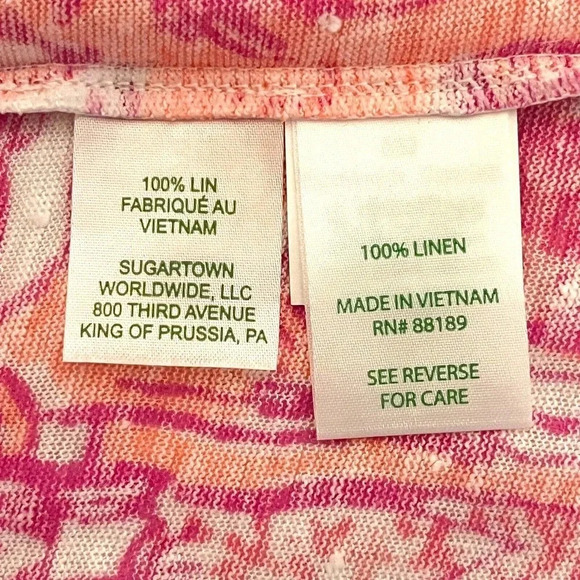 100% LIN
FABRIQUÉ AU
VIETNAM
SUGARTOWN
WORLDWIDE, LLC
800 THIRD AVENUE
KING OF PRUSSIA, PA
100% LINEN
MADE IN VIETNAM
RN# 88189
SEE REVERSE
FOR CARE